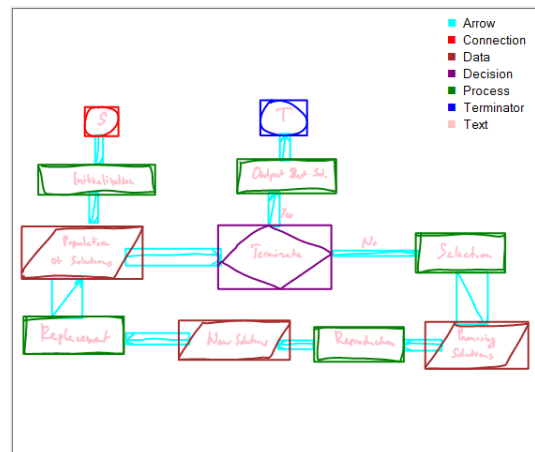 Arrow
Connection
Data
Decision
Process
Terminator
Text
S
T
Initialisation
Output Best Sol.
Yes
Population
of Solutions
Terminate
No
Selection
Replacement
New Solutions
Reproduction
Promising
Solutions